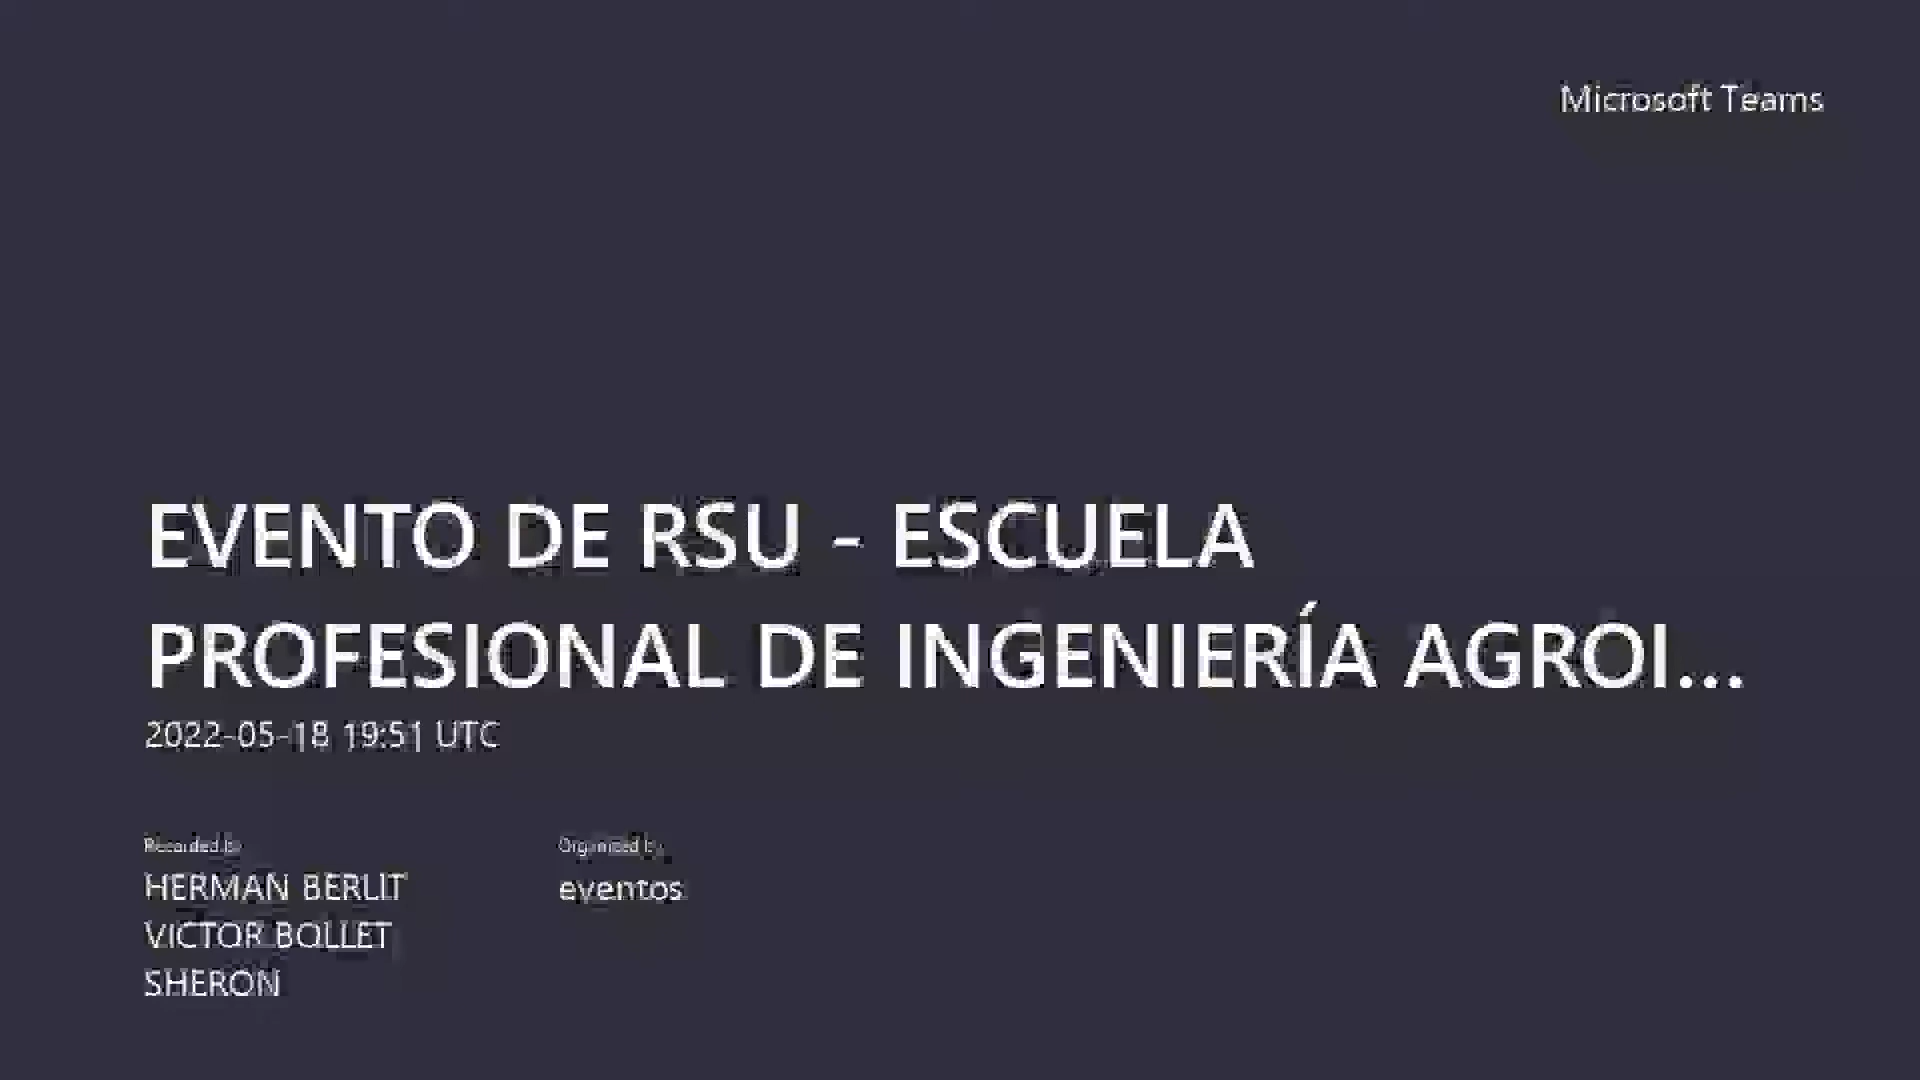 Microsoft Teams
EVENTO DE RSU - ESCUELA
PROFESIONAL DE INGENIERÍA AGROI...
2022-05-18 19:51 UTC
Recorded by
Organized by
HERMAN BERLIT
eventos
VICTOR BOLLET
SHERON